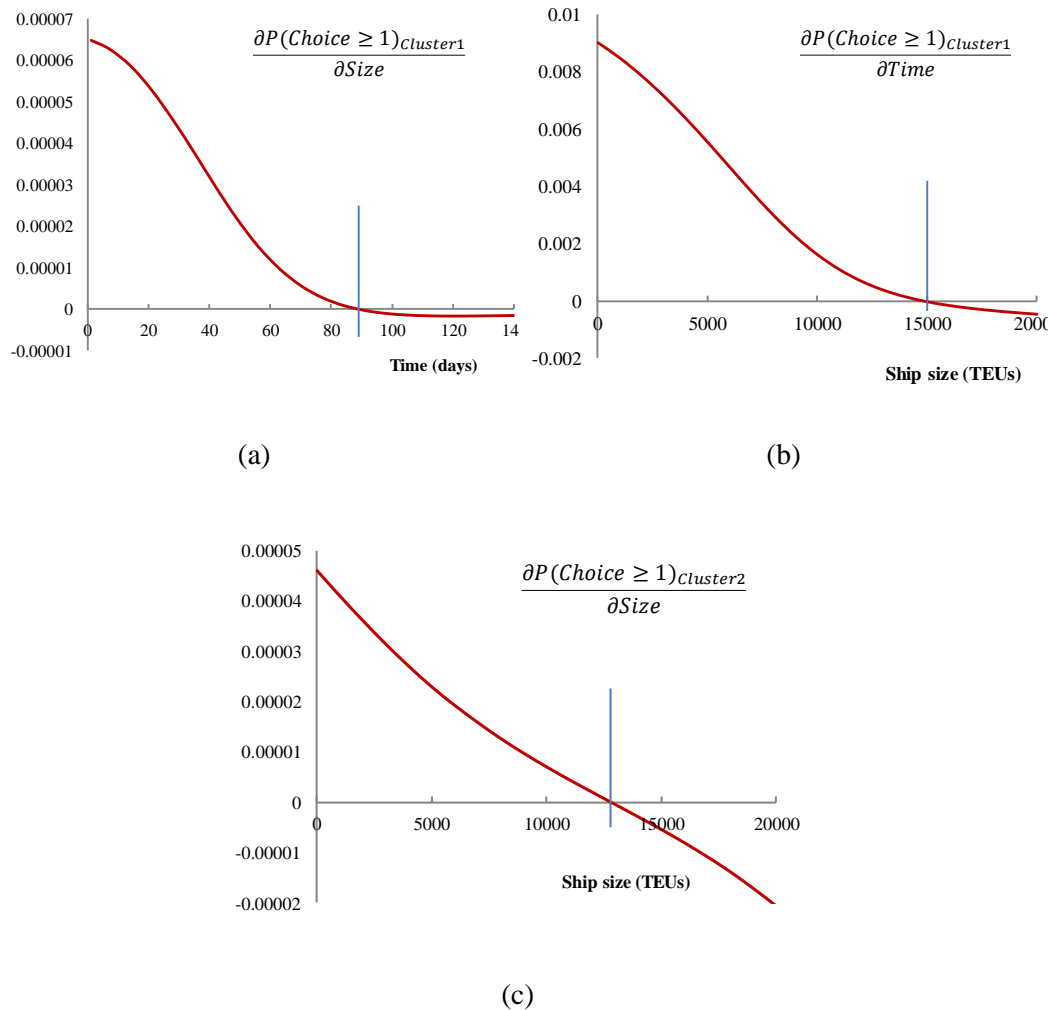 0.00007
0.00006
0.00005
0.00004
0.00003
0.00002
0.00001
0
-0.00001
0 20 40 60 80 100 120 14
Time (days)
∂P(Choice ≥ 1)Cluster1
∂Size
(a)
0.01
0.008
0.006
0.004
0.002
0
-0.002
0 5000 10000 15000 2000
Ship size (TEUs)
∂P(Choice ≥ 1)Cluster1
∂Time
(b)
0.00005
0.00004
0.00003
0.00002
0.00001
0
-0.00001
-0.00002
0 5000 10000 15000 20000
Ship size (TEUs)
∂P(Choice ≥ 1)Cluster2
∂Size
(c)